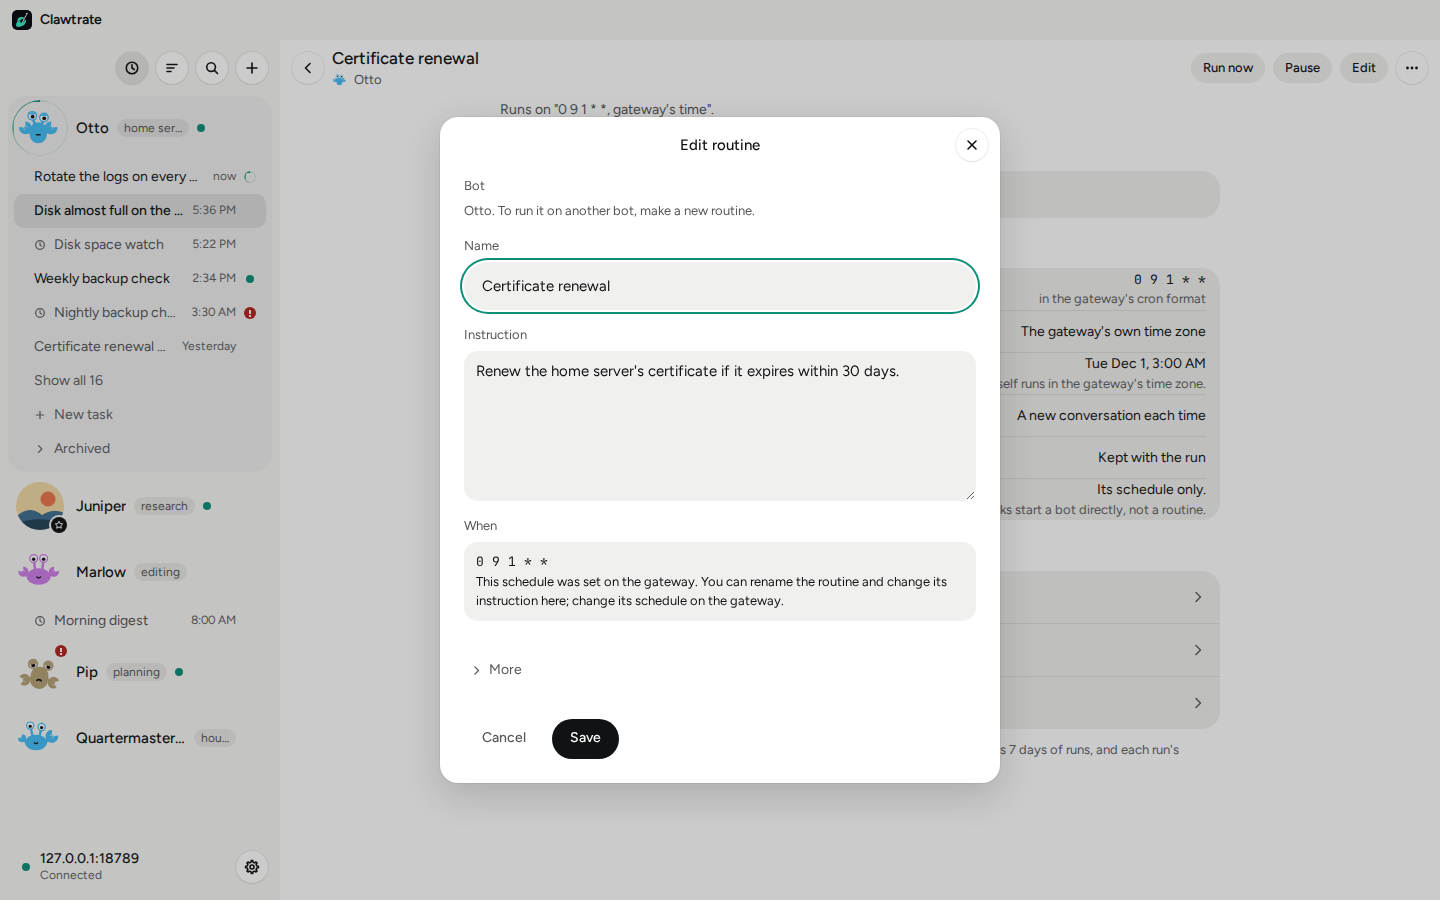 Clawtrate
Otto
home ser...
Rotate the logs on every ...
now
Disk almost full on the ...
5:36 PM
Disk space watch
5:22 PM
Weekly backup check
2:34 PM
Nightly backup ch...
3:30 AM
Certificate renewal ...
Yesterday
Show all 16
New task
Archived
Juniper
research
Marlow
editing
Morning digest
8:00 AM
Pip
planning
Quartermaster...
hou...
127.0.0.1:18789
Connected
Certificate renewal
Otto
Run now
Pause
Edit
Runs on "0 9 1 * *, gateway's time".
0 9 1 * *
in the gateway's cron format
The gateway's own time zone
Tue Dec 1, 3:00 AM
self runs in the gateway's time zone.
A new conversation each time
Kept with the run
Its schedule only.
ks start a bot directly, not a routine.
s 7 days of runs, and each run's
Edit routine
Bot
Otto. To run it on another bot, make a new routine.
Name
Certificate renewal
Instruction
Renew the home server's certificate if it expires within 30 days.
When
0 9 1 * *
This schedule was set on the gateway. You can rename the routine and change its
instruction here; change its schedule on the gateway.
More
Cancel
Save